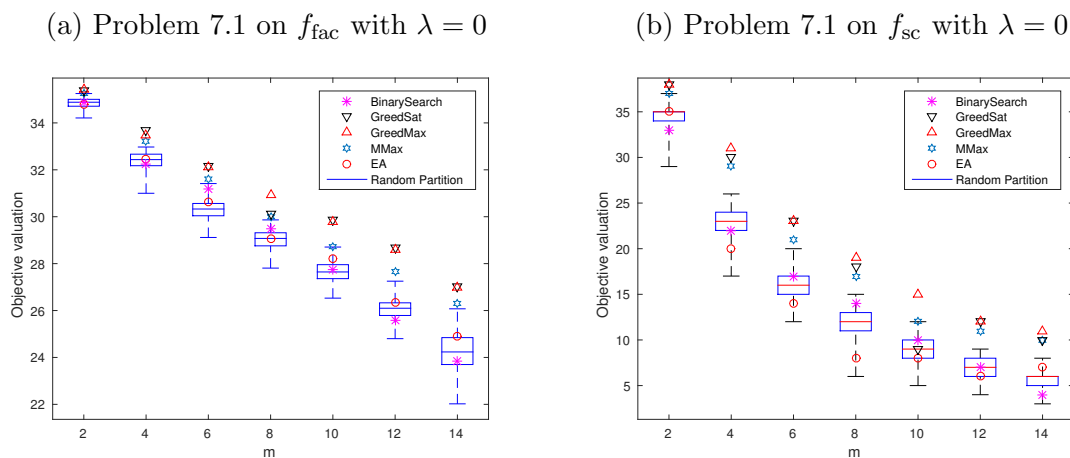 (a) Problem 7.1 on f_fac with λ = 0
34
32
30
28
26
24
22
Objective valuation
2 4 6 8 10 12 14
m
BinarySearch
GreedSat
GreedMax
MMax
EA
Random Partition
(b) Problem 7.1 on f_sc with λ = 0
35
30
25
20
15
10
5
Objective valuation
2 4 6 8 10 12 14
m
BinarySearch
GreedSat
GreedMax
MMax
EA
Random Partition